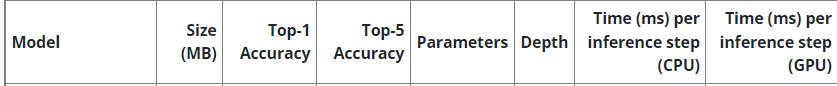 Model
Size
(MB)
Top-1
Accuracy
Top-5
Accuracy
Parameters
Depth
Time (ms) per
inference step
(CPU)
Time (ms) per
inference step
(GPU)